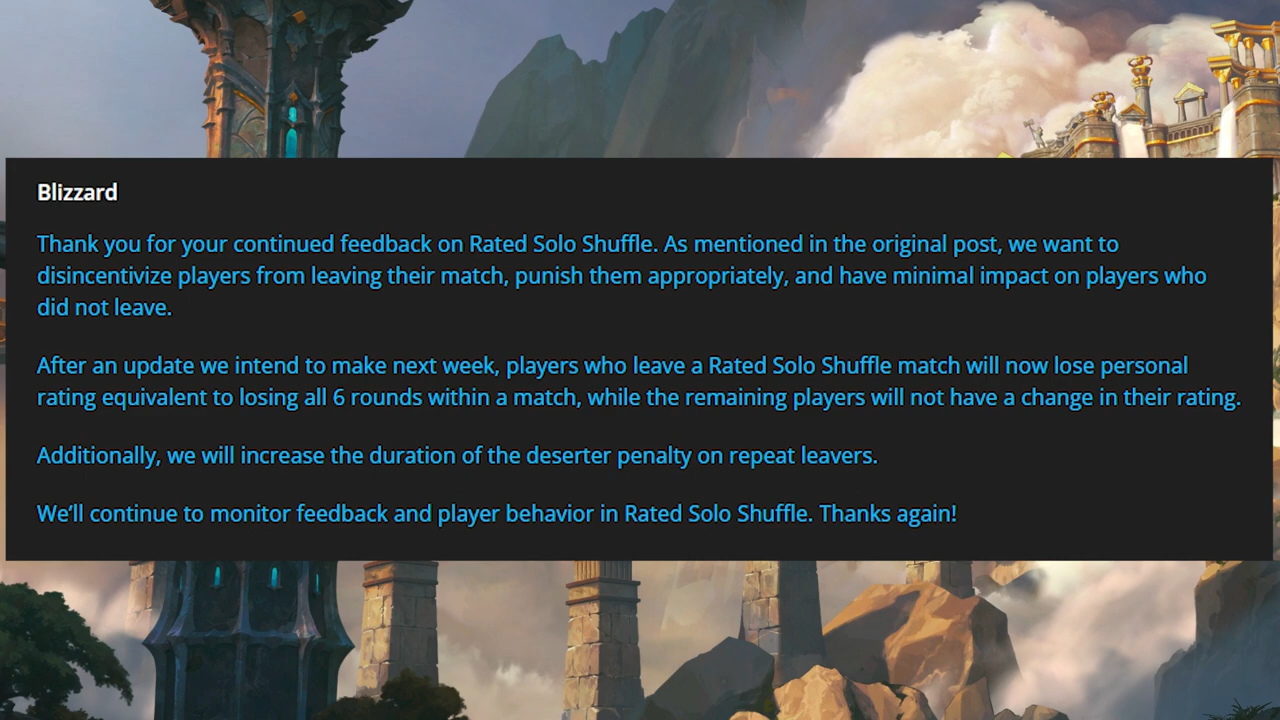 Blizzard
Thank you for your continued feedback on Rated Solo Shuffle. As mentioned in the original post, we want to
disincentivize players from leaving their match, punish them appropriately, and have minimal impact on players who
did not leave.
After an update we intend to make next week, players who leave a Rated Solo Shuffle match will now lose personal
rating equivalent to losing all 6 rounds within a match, while the remaining players will not have a change in their rating.
Additionally, we will increase the duration of the deserter penalty on repeat leavers.
We’ll continue to monitor feedback and player behavior in Rated Solo Shuffle. Thanks again!